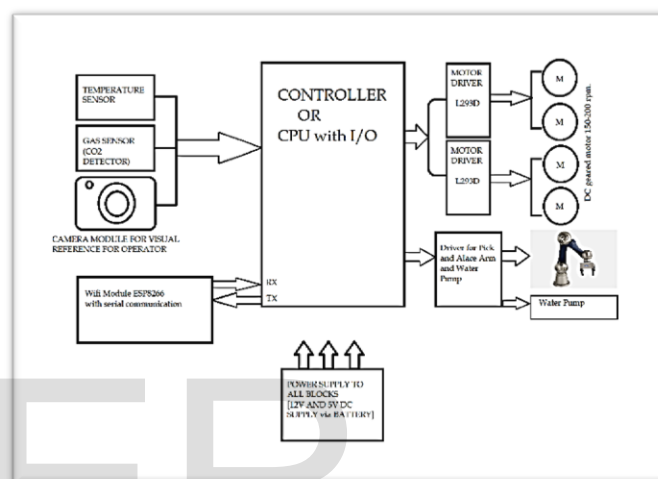 TEMPERATURE
SENSOR
GAS SENSOR
(CO2
DETECTOR)
CAMERA MODULE FOR VISUAL
REFERENCE FOR OPERATOR
Wifi Module ESP8266
with serial communication
CONTROLLER
OR
CPU with I/O
RX
TX
MOTOR
DRIVER
L293D
MOTOR
DRIVER
L293D
M
M
M
M
DC geared motor 150-200 rpm.
Driver for Pick
and Alace Arm
and Water
Pump
Water Pump
POWER SUPPLY TO
ALL BLOCKS
[12V AND 5V DC
SUPPLY via BATTERY]